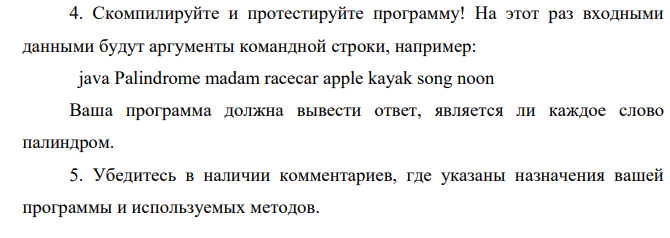 4. Скомпилируйте и протестируйте программу! На этот раз входными
данными будут аргументы командной строки, например:
java Palindrome madam racecar apple kayak song noon
Ваша программа должна вывести ответ, является ли каждое слово
палиндром.
5. Убедитесь в наличии комментариев, где указаны назначения вашей
программы и используемых методов.